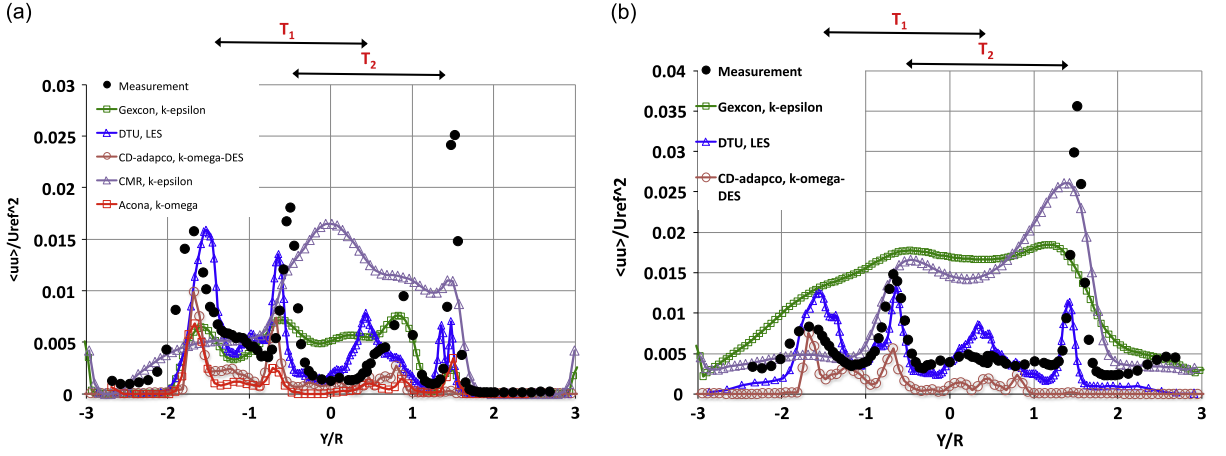 (a)
T1
T2
0.03
0.025
0.02
0.015
0.01
0.005
0
<uu>/Uref^2
Measurement
Gexcon, k-epsilon
DTU, LES
CD-adapco, k-omega-DES
CMR, k-epsilon
Acona, k-omega
-3
-2
-1
0
1
2
3
Y/R
(b)
T1
T2
0.04
0.035
0.03
0.025
0.02
0.015
0.01
0.005
0
<uu>/Uref^2
Measurement
Gexcon, k-epsilon
DTU, LES
CD-adapco, k-omega-
DES
-3
-2
-1
0
1
2
3
Y/R